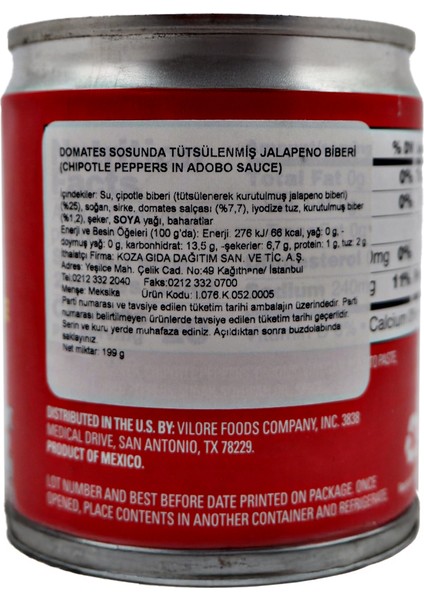 DOMATES SOSUNDA TÜTSÜLENMİŞ JALAPENO BİBERİ
(CHIPOTLE PEPPERS IN ADOBO SAUCE)
İçindekiler: Su, çipotle biberi (tütsülenerek kurutulmuş jalapeno biberi)
(%25), soğan, sirke, domates salçası (%7,7), iyodize tuz, kurutulmuş biber
(%1,2), şeker, SOYA yağı, baharatlar
Enerji ve Besin Öğeleri (100 g'da): Enerji. 276 kJ/ 66 kcal, yağ: 0 g, -
doymuş yağ: 0 g, karbonhidrat: 13,5 g, -şekerler: 6,7 g, protein: 1 g, tuz: 2 g
İthalatçı Firma: KOZA GIDA DAĞITIM SAN. VE TİC. A.Ş.
Adres: Yeşilce Mah. Çelik Cad. No:49 Kağıthane/ İstanbul
Tel:0212 332 2040 Faks:0212 332 0700
Menşe: Meksika Ürün Kodu: I.076.K.052.0005
Parti numarası ve tavsiye edilen tüketim tarihi ambalajın üzerindedir. Parti
numarası belirtilmeyen ürünlerde tavsiye edilen tüketim tarihi geçerlidir.
Serin ve kuru yerde muhafaza ediniz. Açıldıktan sonra buzdolabında
saklayınız.
Net miktar: 199 g
% DV
0%
0%
0mg 0%
g 11%
Calcium
TO PASTE,
DISTRIBUTED IN THE U.S. BY: VILORE FOODS COMPANY, INC. 3838
MEDICAL DRIVE, SAN ANTONIO, TX 78229.
PRODUCT OF MEXICO.
LOT NUMBER AND BEST BEFORE DATE PRINTED ON PACKAGE. ONCE
OPENED, PLACE CONTENTS IN ANOTHER CONTAINER AND REFRIGERATE.